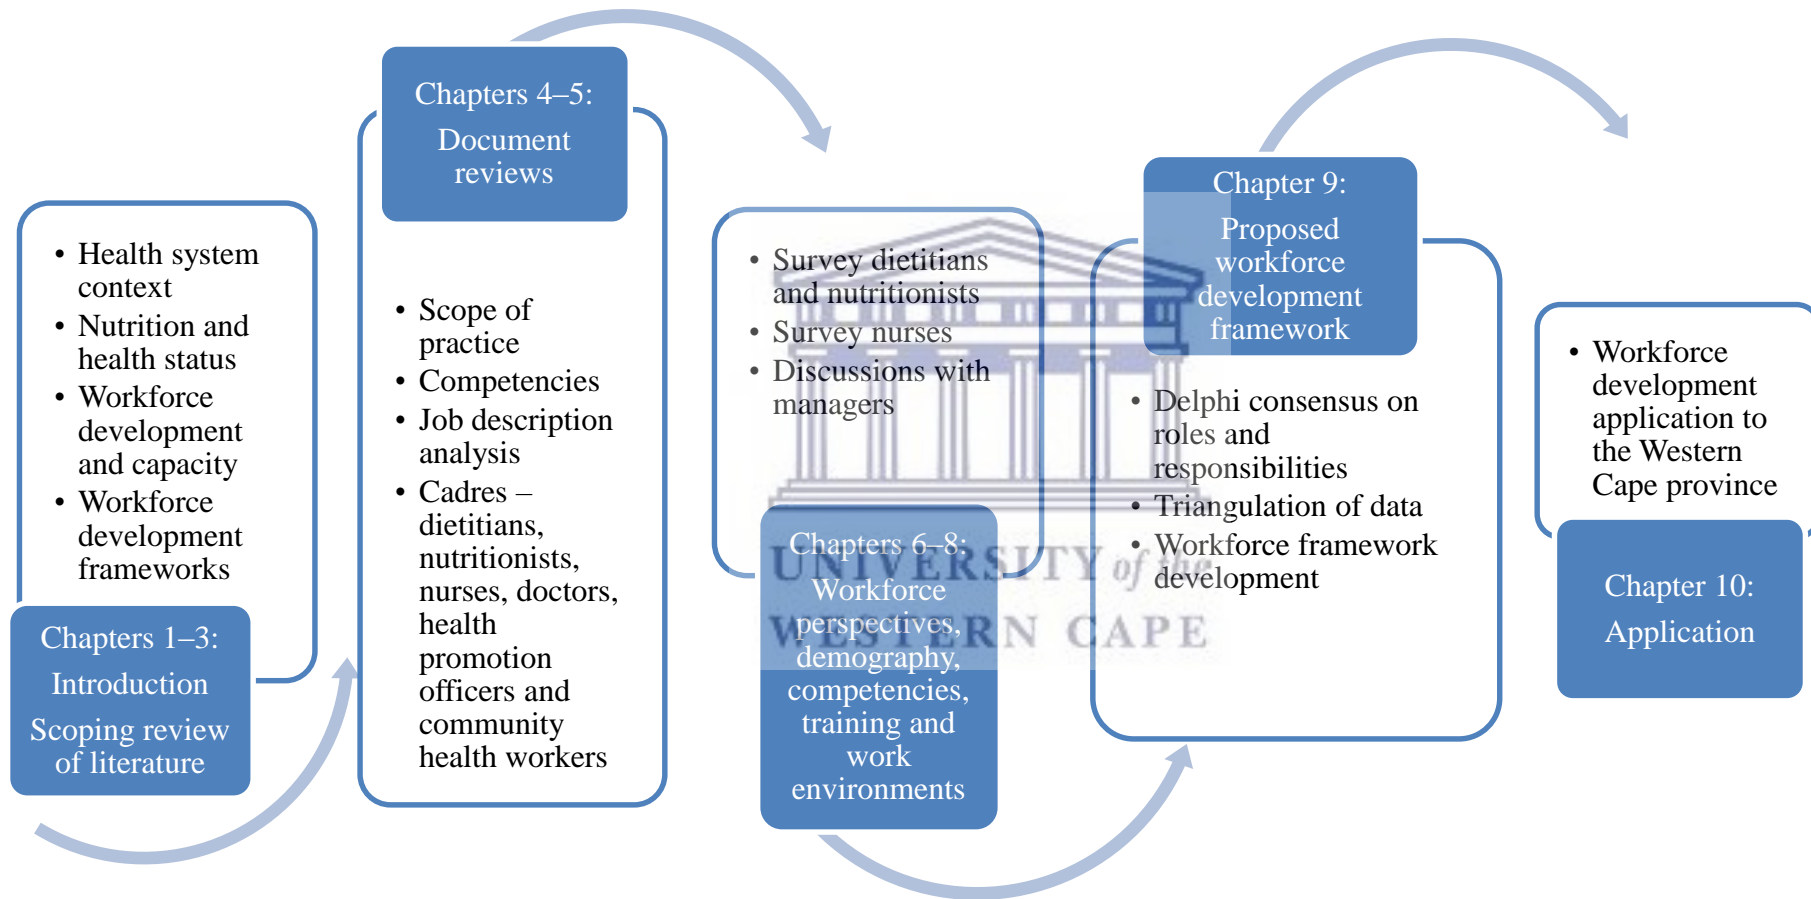 • Health system
context
• Nutrition and
health status
• Workforce
development
and capacity
• Workforce
development
frameworks
Chapters 1–3:
Introduction
Scoping review
of literature
Chapters 4–5:
Document
reviews
• Scope of
practice
• Competencies
• Job description
analysis
• Cadres –
dietitians,
nutritionists,
nurses, doctors,
health
promotion
officers and
community
health workers
• Survey dietitians
and nutritionists
• Survey nurses
• Discussions with
managers
Chapters 6–8:
Workforce
perspectives,
demography,
competencies,
training and
work
environments
UNIVERSITY of the
WESTERN CAPE
Chapter 9:
Proposed
workforce
development
framework
• Delphi consensus on
roles and
responsibilities
• Triangulation of data
• Workforce framework
development
• Workforce
development
application to
the Western
Cape province
Chapter 10:
Application